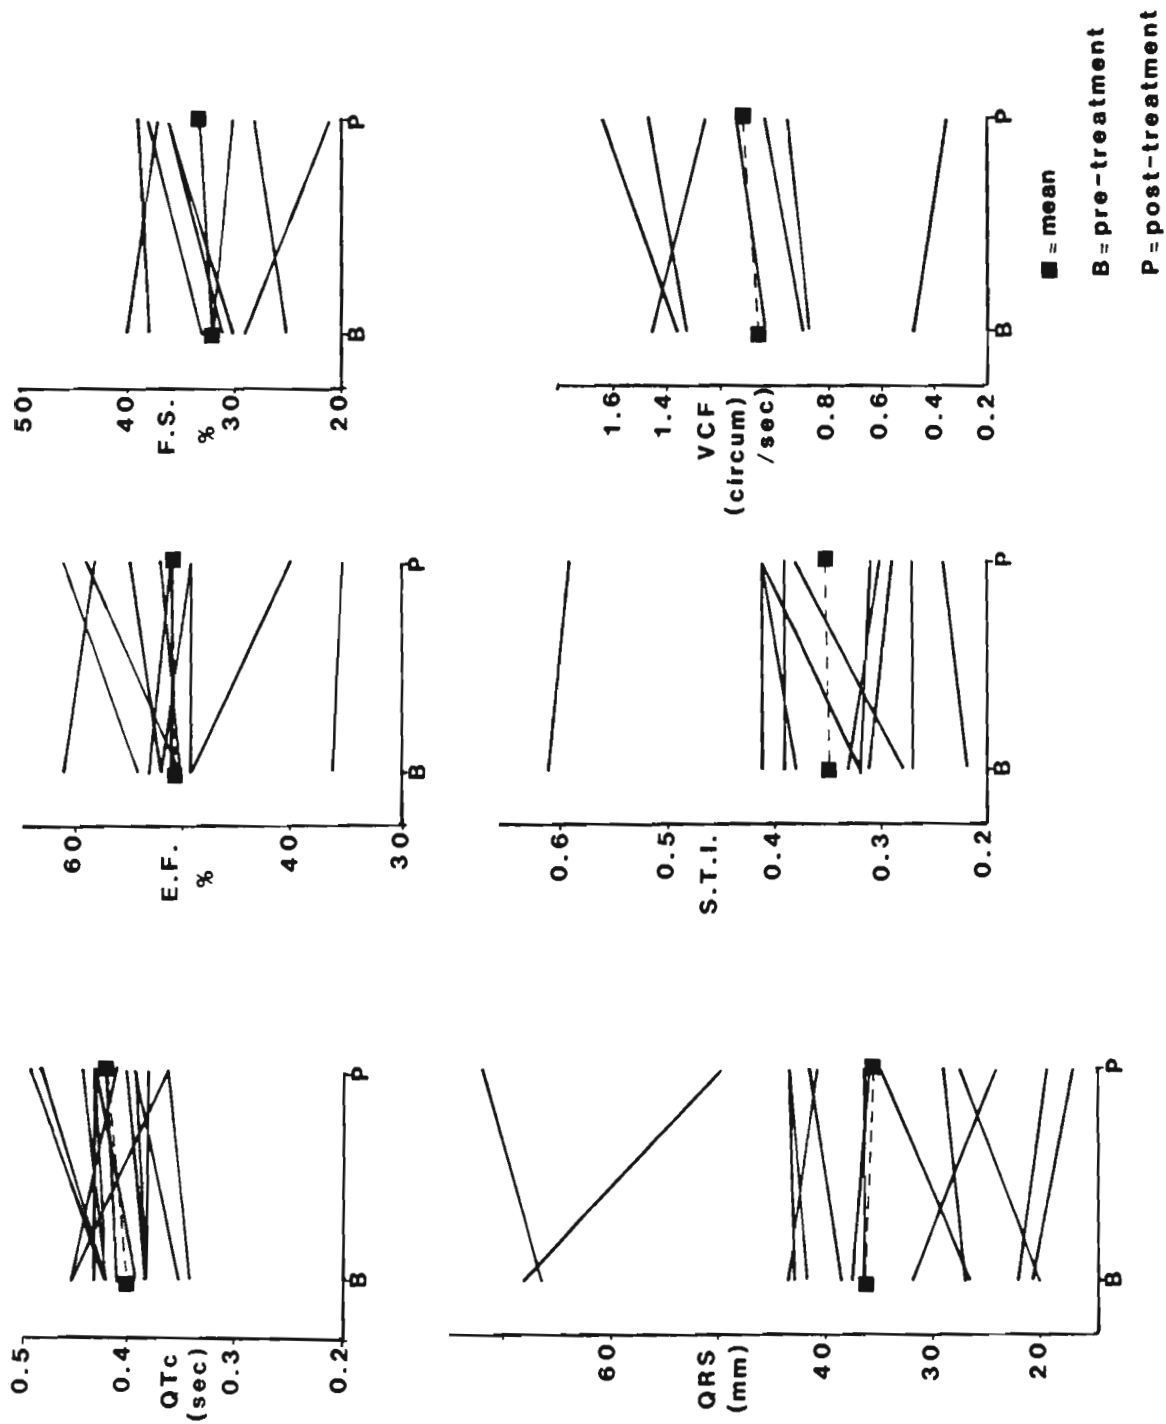 0.5
0.4
QTc
(sec)
0.3
0.2
B P
60
E.F.
%
40
30
B P
50
40
F.S.
%
30
20
B P
60
QRS
(mm)
40
30
20
B P
0.6
0.5
S.T.I.
0.4
0.3
0.2
B P
1.6
1.4
VCF
(circum)
/sec)
0.8
0.6
0.4
0.2
B P
■ = mean
B = pre-treatment
P = post-treatment